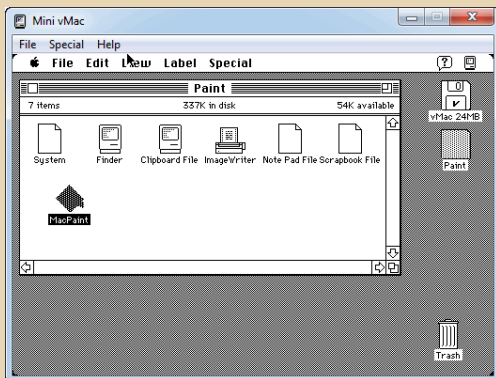 Mini vMac
File Special Help
File Edit View Label Special
Paint
7 items 337K in disk 54K available
vMac 24MB
System Finder Clipboard File ImageWriter Note Pad File Scrapbook File
Paint
MacPaint
Trash